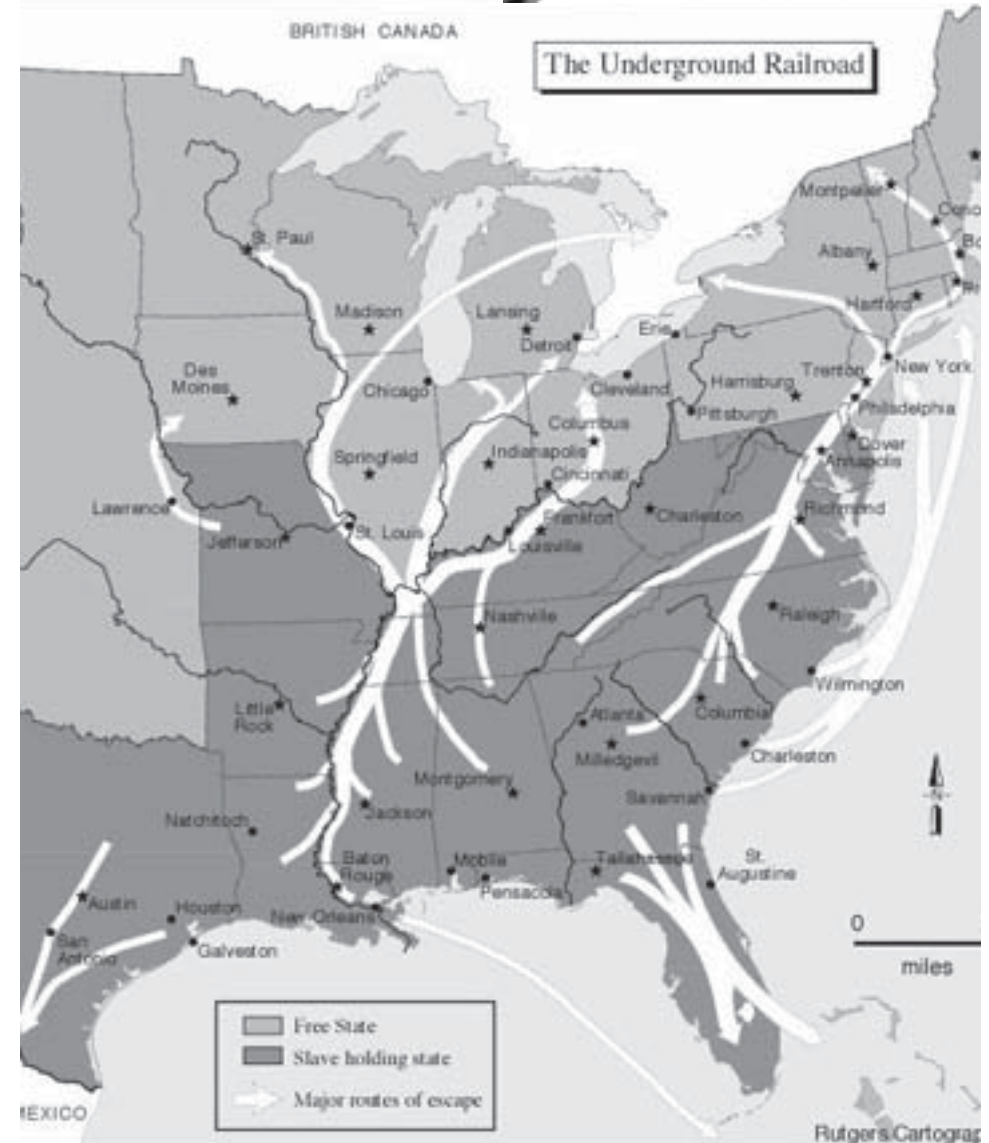 BRITISH CANADA
The Underground Railroad
Montpelier
St. Paul
Albany
Hartford
Madison
Lansing
Detroit
Erie
New York
Des
Moines
Chicago
Cleveland
Harrisburg
Trenton
Philadelphia
Pittsburgh
Columbus
Springfield
Indianapolis
Dover
Annapolis
Cincinnati
Lawrence
Jefferson
St. Louis
Frankfort
Louisville
Charleston
Richmond
Nashville
Raleigh
Wilmington
Little
Rock
Atlanta
Columbia
Milledgevil
Charleston
Montgomery
Savannah
Natchitoch
Jackson
Baton
Rouge
Mobile
Tallahassee
St.
Augustine
Pensacola
Austin
Houston
New Orleans
San
Antonio
Galveston
N
0
miles
Free State
Slave holding state
Major routes of escape
MEXICO
Rutgers Cartograp